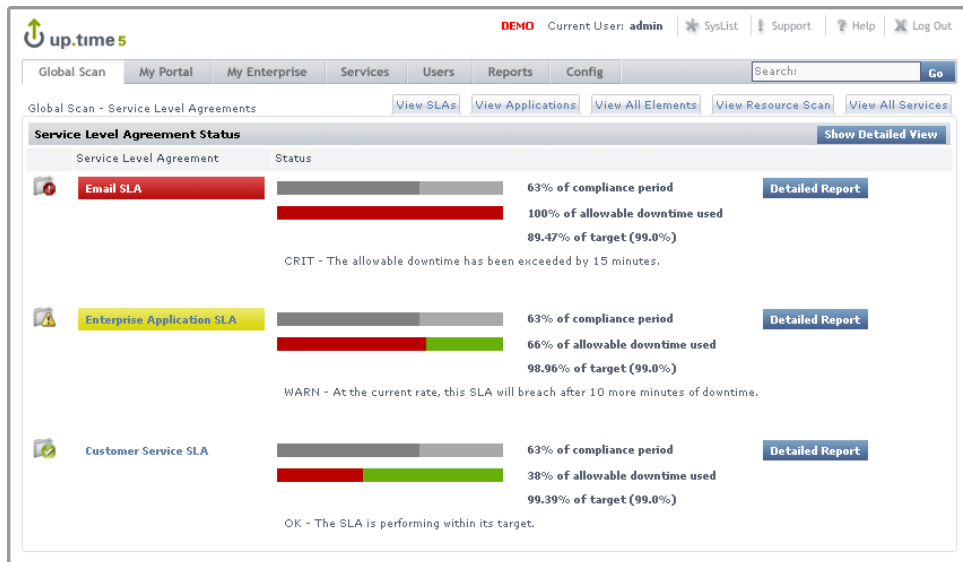 up.time 5
DEMO Current User: admin SysList Support Help Log Out
Global Scan My Portal My Enterprise Services Users Reports Config Search: Go
Global Scan - Service Level Agreements View SLAs View Applications View All Elements View Resource Scan View All Services
Service Level Agreement Status Show Detailed View
Service Level Agreement Status
Email SLA 63% of compliance period Detailed Report
100% of allowable downtime used
89.47% of target (99.0%)
CRIT - The allowable downtime has been exceeded by 15 minutes.
Enterprise Application SLA 63% of compliance period Detailed Report
66% of allowable downtime used
98.96% of target (99.0%)
WARN - At the current rate, this SLA will breach after 10 more minutes of downtime.
Customer Service SLA 63% of compliance period Detailed Report
38% of allowable downtime used
99.39% of target (99.0%)
OK - The SLA is performing within its target.